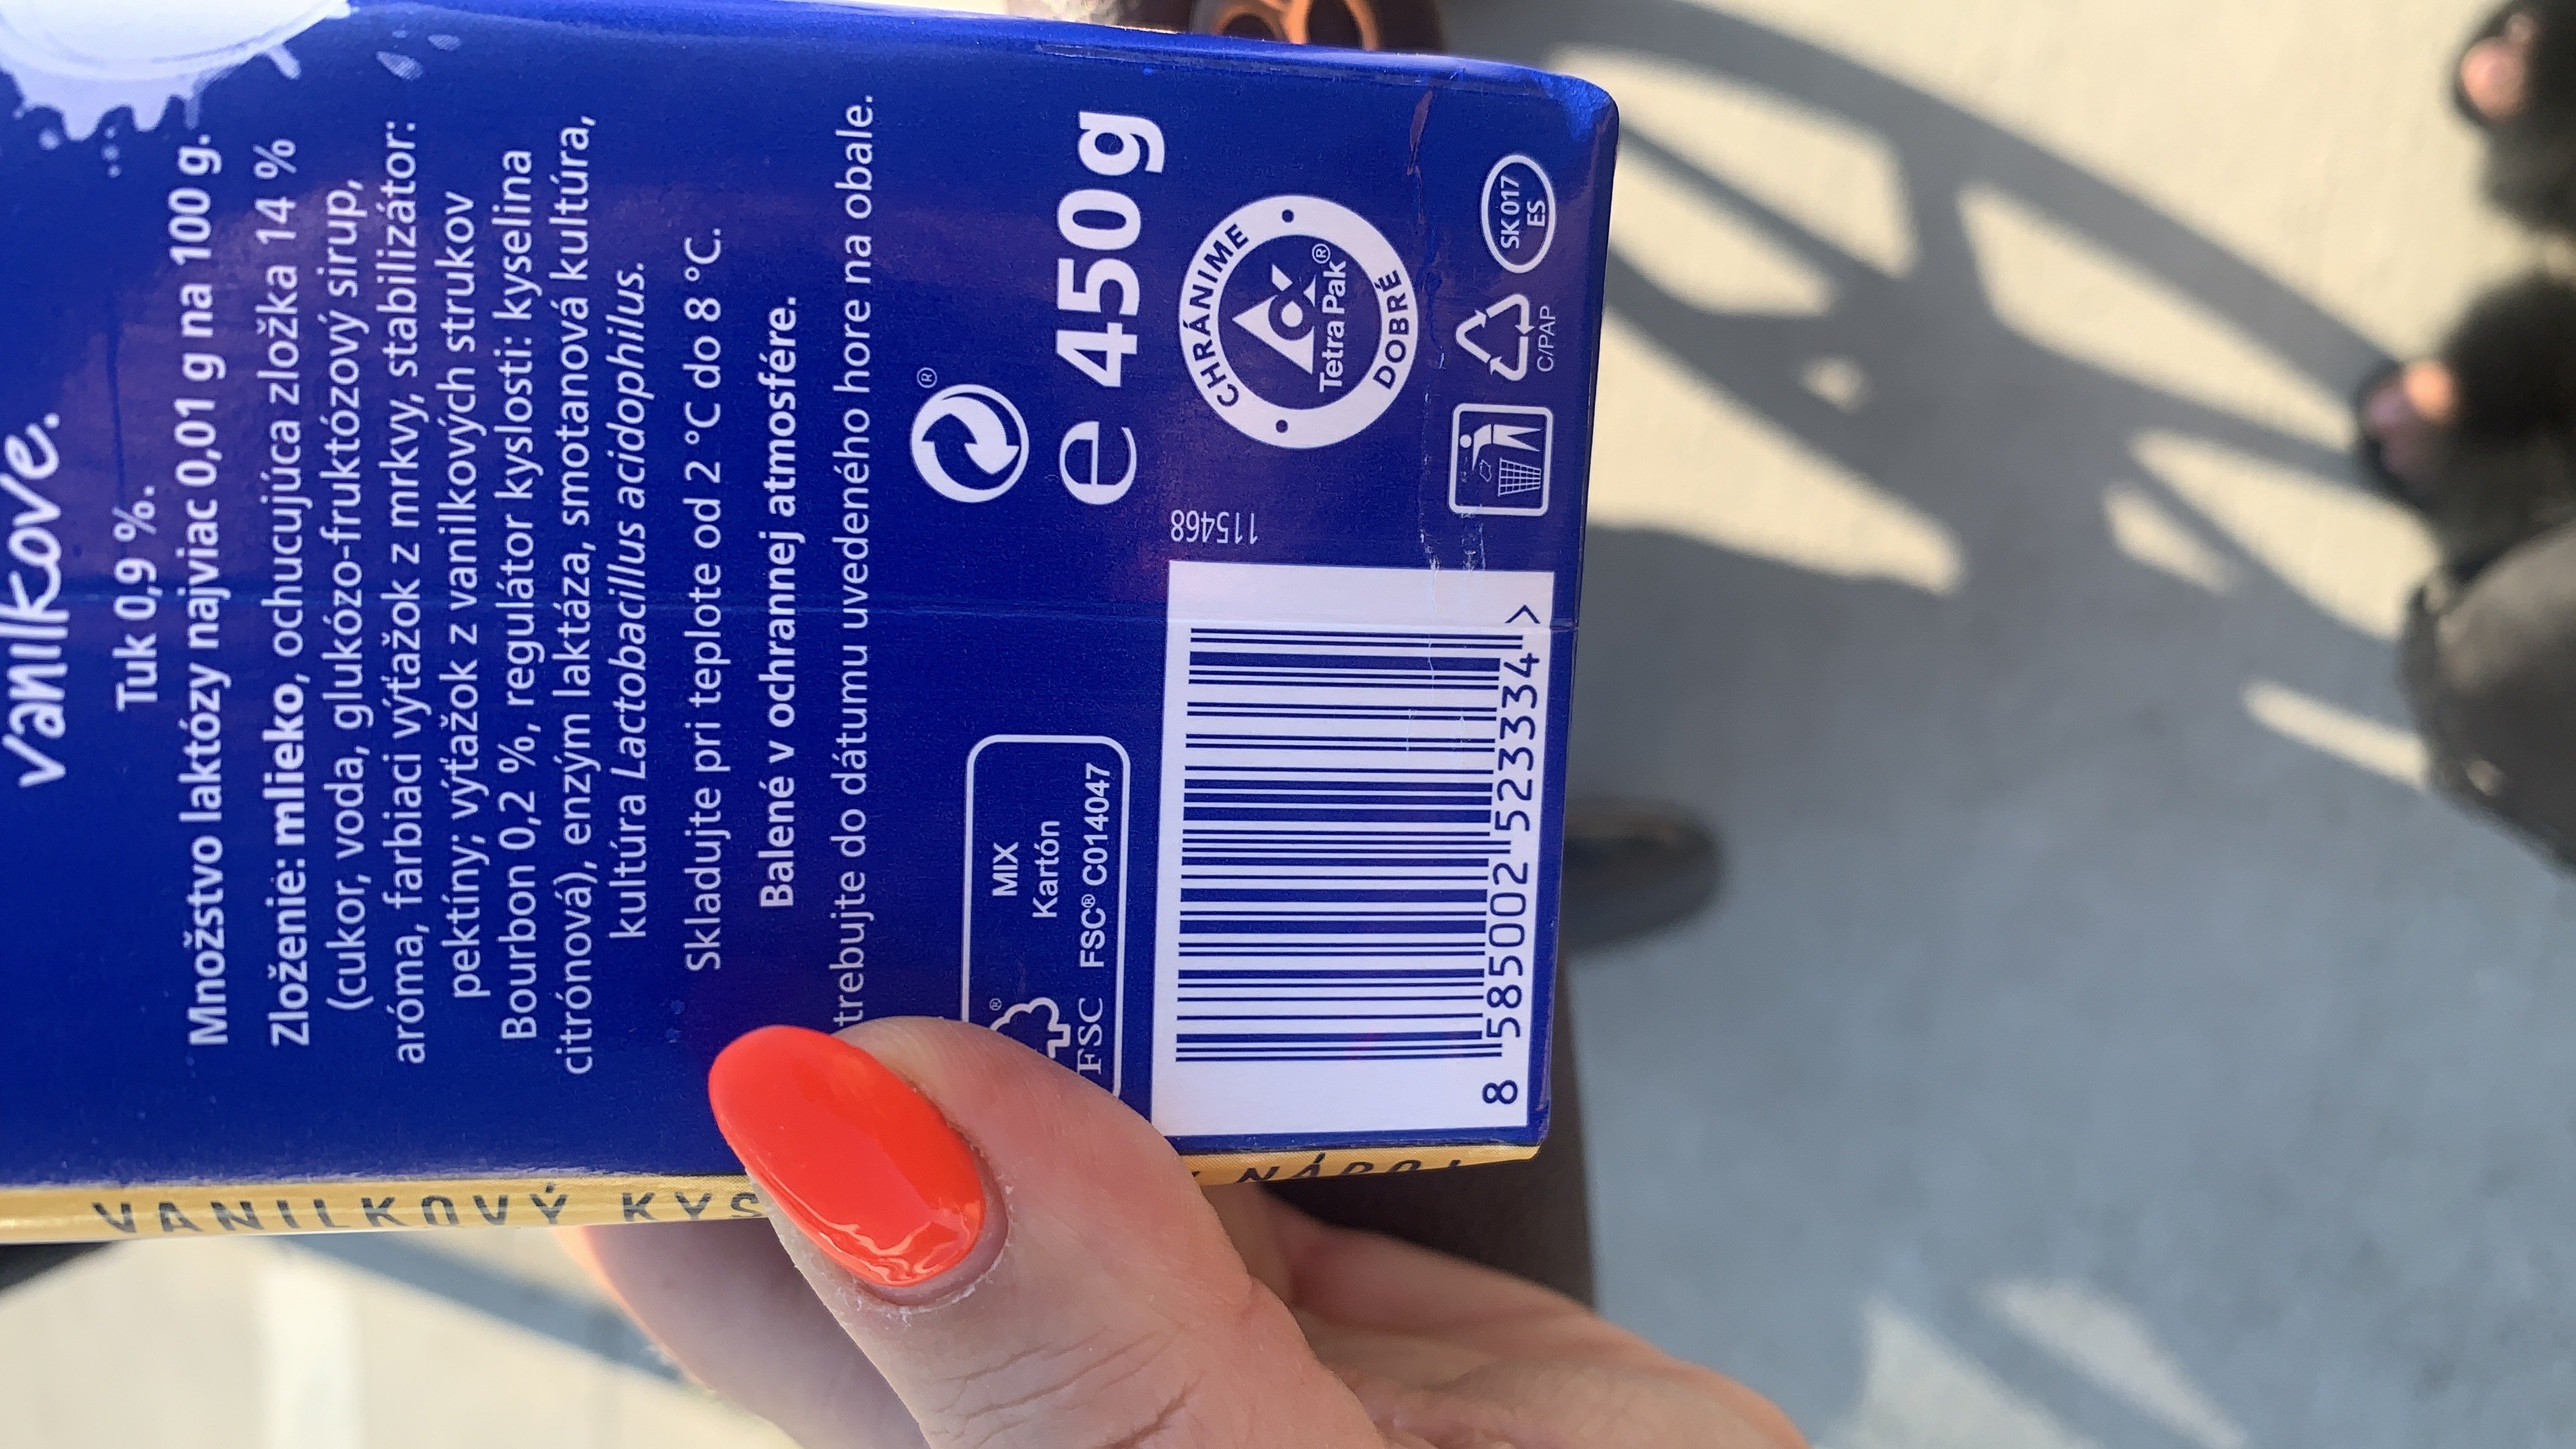 vanilkové.
Tuk 0,9 %.
Množstvo laktózy najviac 0,01 g na 100 g.
Zloženie: mlieko, ochucujúca zložka 14 %
(cukor, voda, glukózo-fruktózový sirup,
aróma, farbiaci výťažok z mrkvy, stabilizátor:
pektíny; výťažok z vanilkových strukov
Bourbon 0,2 %, regulátor kyslosti: kyselina
citrónová), enzým laktáza, smotanová kultúra,
kultúra Lactobacillus acidophilus.
Skladujte pri teplote od 2 °C do 8 °C.
Balené v ochrannej atmosfére.
trebujte do dátumu uvedeného hore na obale.
®
MIX
Kartón
FSC® C014047
®
FSC
e 450g
115468
CHRÁNIME
Tetra Pak®
DOBRÉ
8 585002 523334 >
C/PAP
SK 017
ES
VANILKOVÝ KYS
NÁPOJ